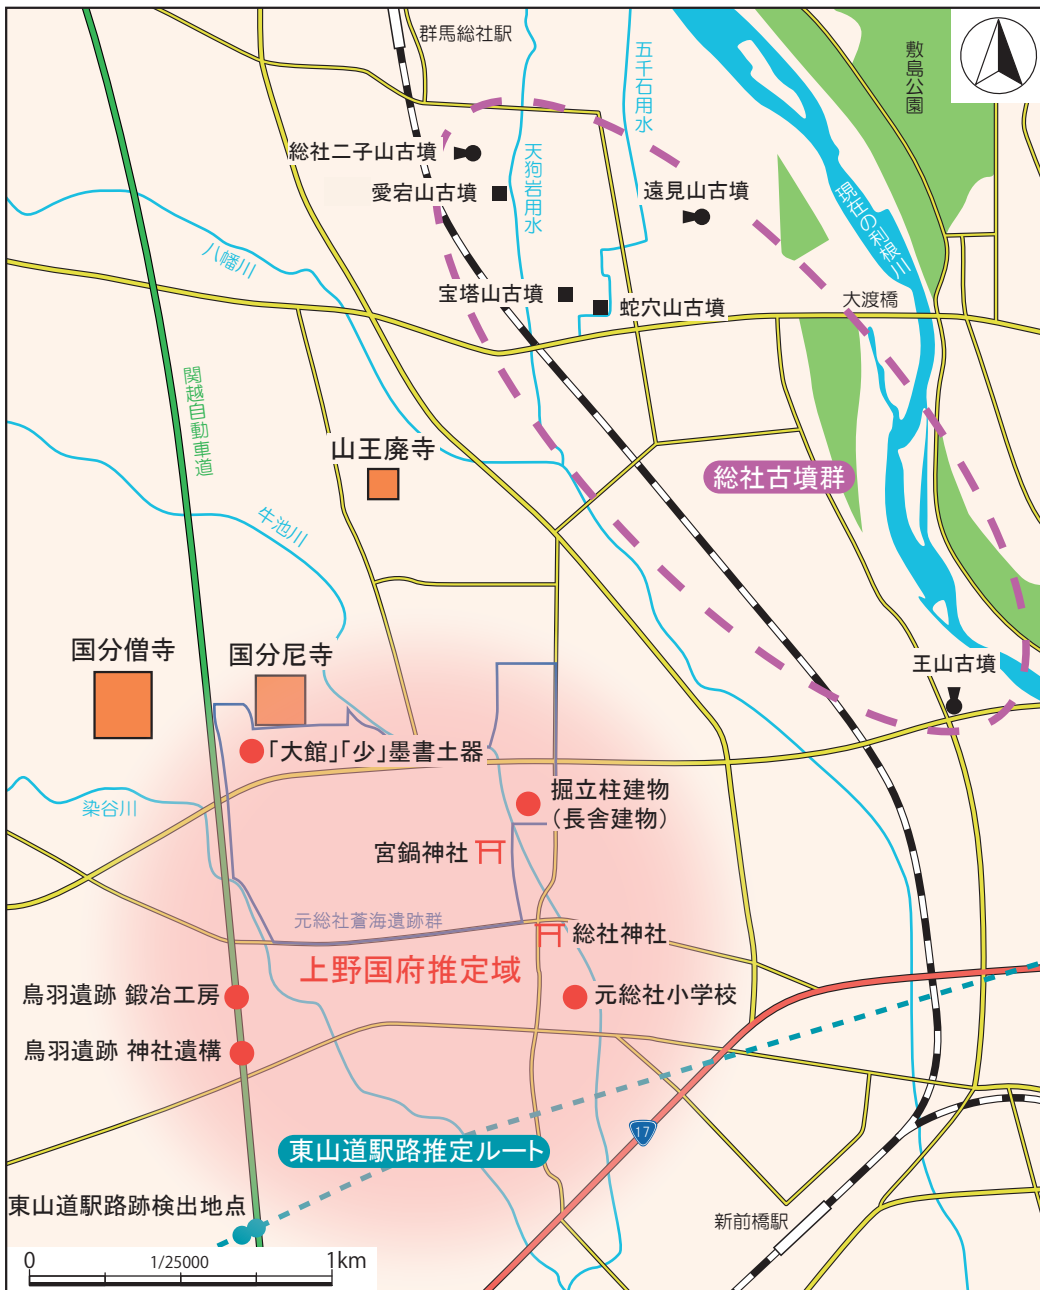 群馬総社駅
五千石用水
敷島公園
総社二子山古墳
天狗岩用水
愛宕山古墳
遠見山古墳
現在の利根川
八幡川
宝塔山古墳
蛇穴山古墳
大渡橋
関越自動車道
山王廃寺
総社古墳群
牛池川
国分僧寺
国分尼寺
王山古墳
「大館」「少」墨書土器
染谷川
掘立柱建物
（長舎建物）
宮鍋神社
元総社蒼海遺跡群
総社神社
上野国府推定域
鳥羽遺跡 鍛冶工房
元総社小学校
鳥羽遺跡 神社遺構
17
東山道駅路推定ルート
東山道駅路跡検出地点
新前橋駅
0 1/25000 1km